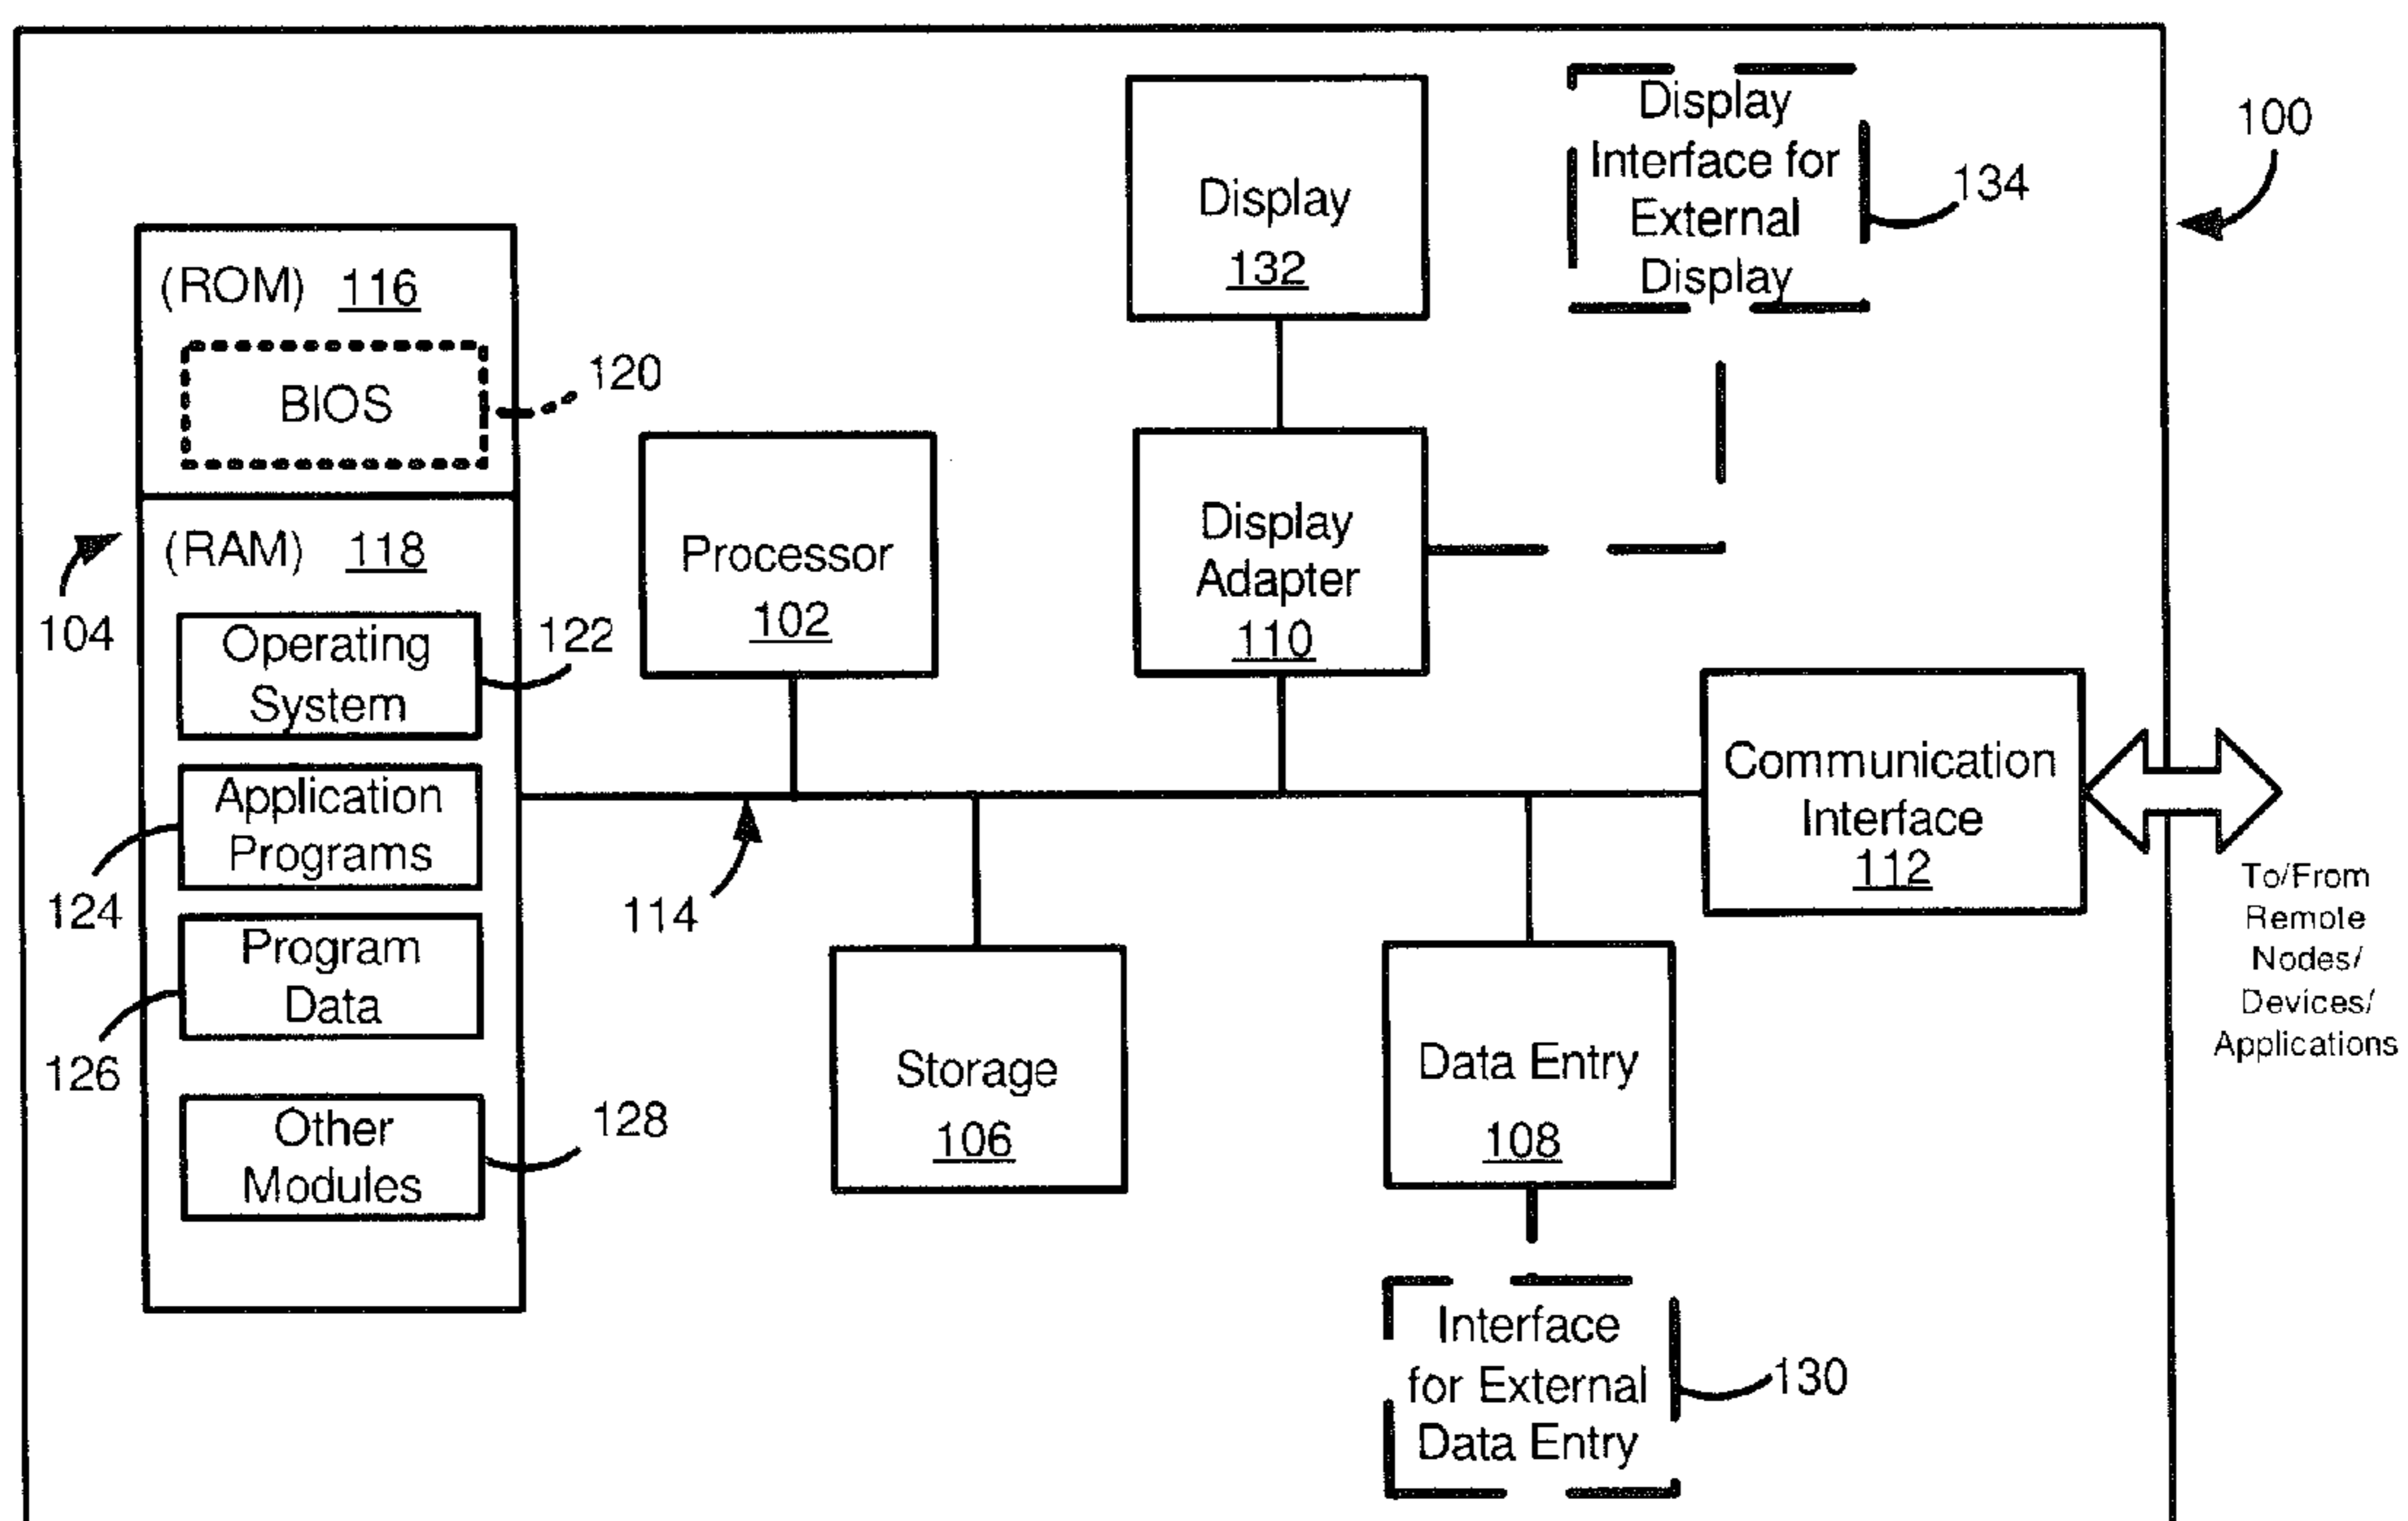 Display
Interface for
External
Display
134
100
Display
132
(ROM) 116
BIOS
120
104
(RAM) 118
Operating
System
122
Application
Programs
124
Program
Data
126
Other
Modules
128
Processor
102
Display
Adapter
110
114
Communication
Interface
112
To/From
Remote
Nodes/
Devices/
Applications
Storage
106
Data Entry
108
Interface
for External
Data Entry
130